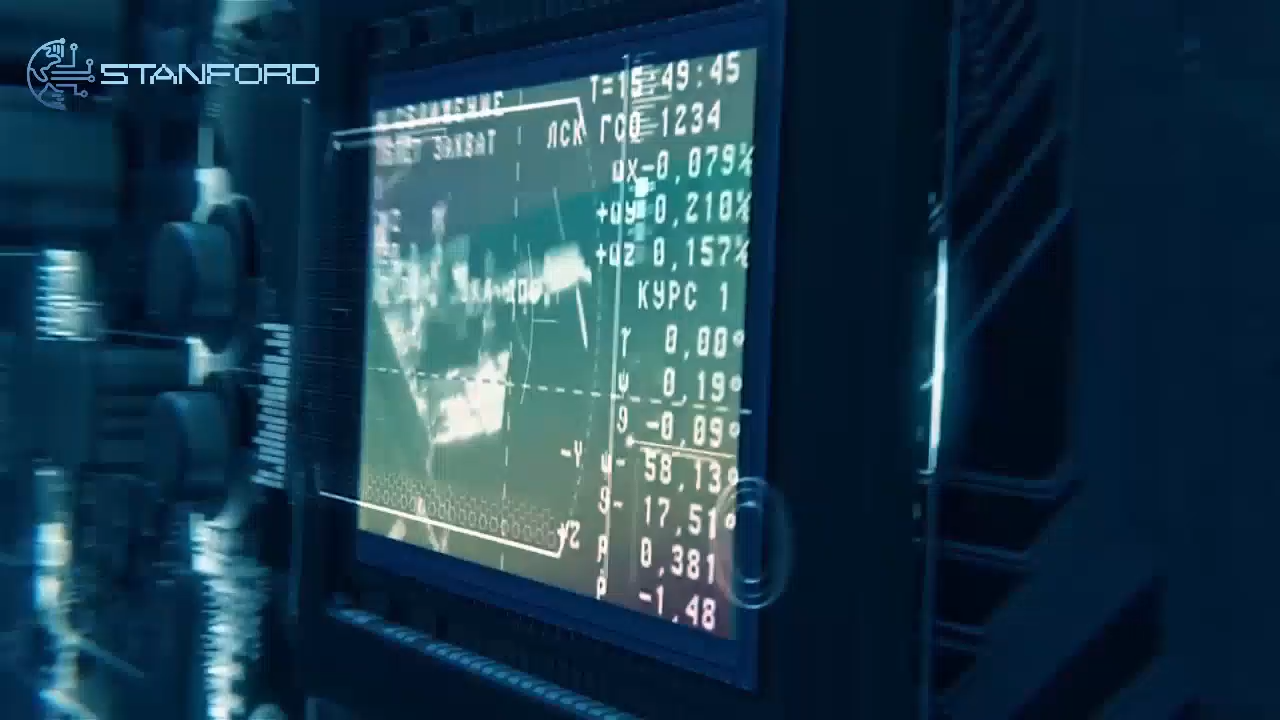 STANFORD
T=15:49:45
ЗАХВАТ
ЛСК ГСО 1234
ωX-0,079%
+ωY 0,210%
+ωZ 0,157%
КУРС 1
γ 0,00°
ψ 0,19°
ϑ -0,09°
-Y ψ- 58,13°
ϑ- 17,51°
0,381
-1,48